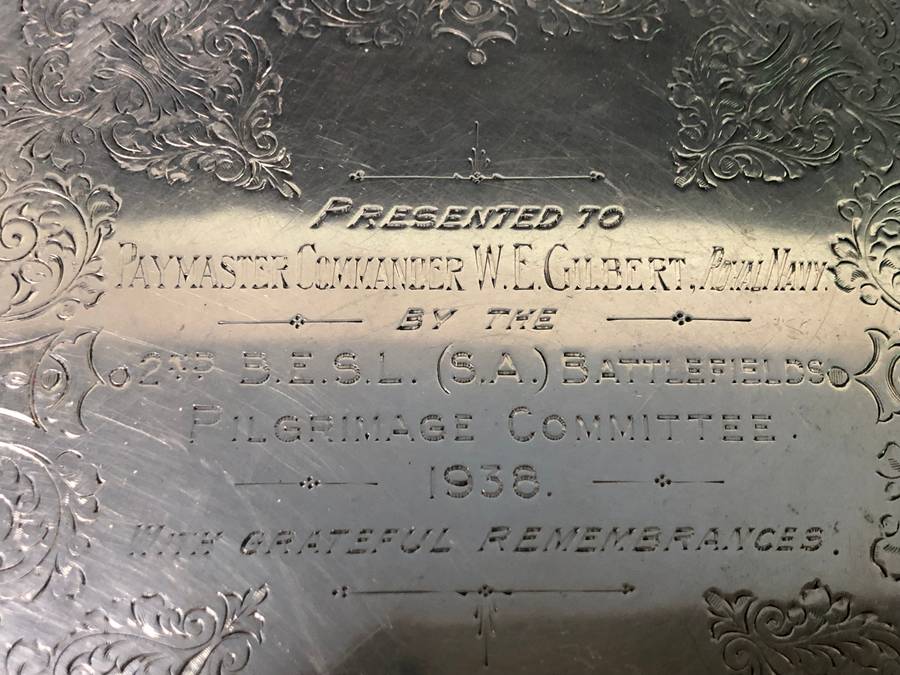 PRESENTED TO
PAYMASTER COMMANDER W.E. GILBERT, ROYAL NAVY.
BY THE
2ND B.E.S.L. (S.A.) BATTLEFIELDS
PILGRIMAGE COMMITTEE.
1938.
WITH GRATEFUL REMEMBRANCES.